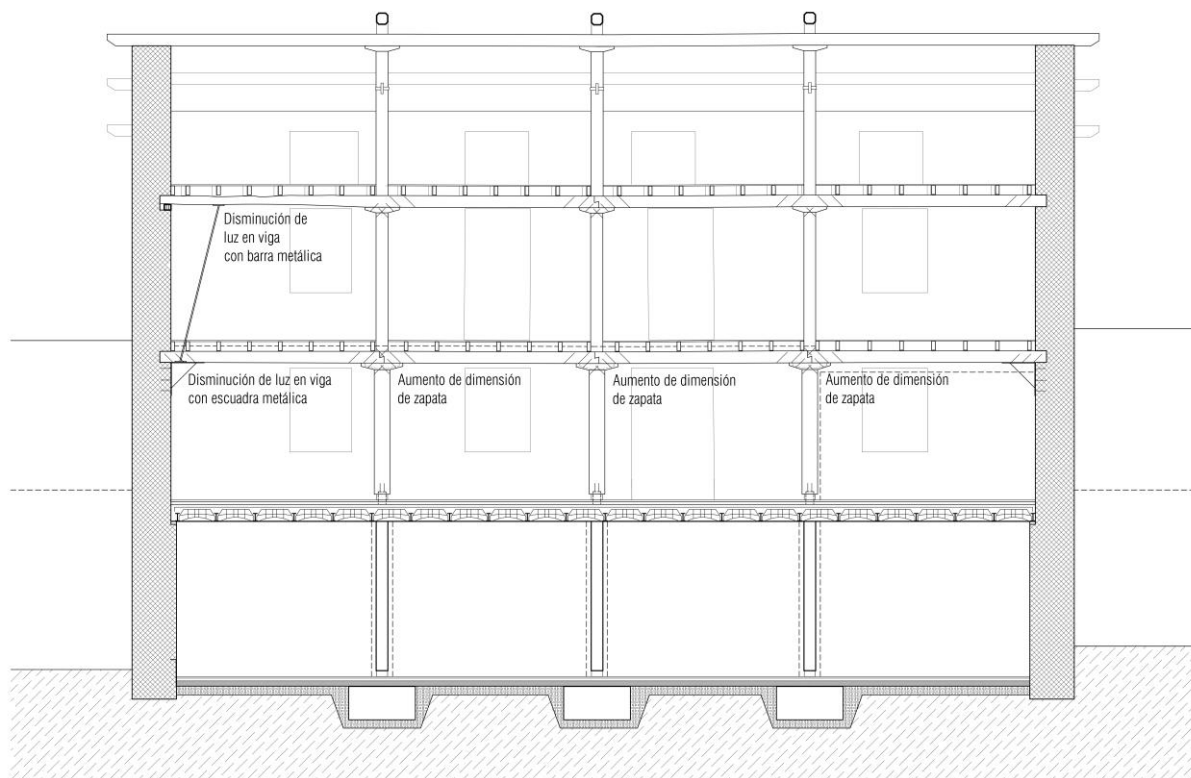 Disminución de
luz en viga
con barra metálica
Disminución de luz en viga
con escuadra metálica
Aumento de dimensión
de zapata
Aumento de dimensión
de zapata
Aumento de dimensión
de zapata